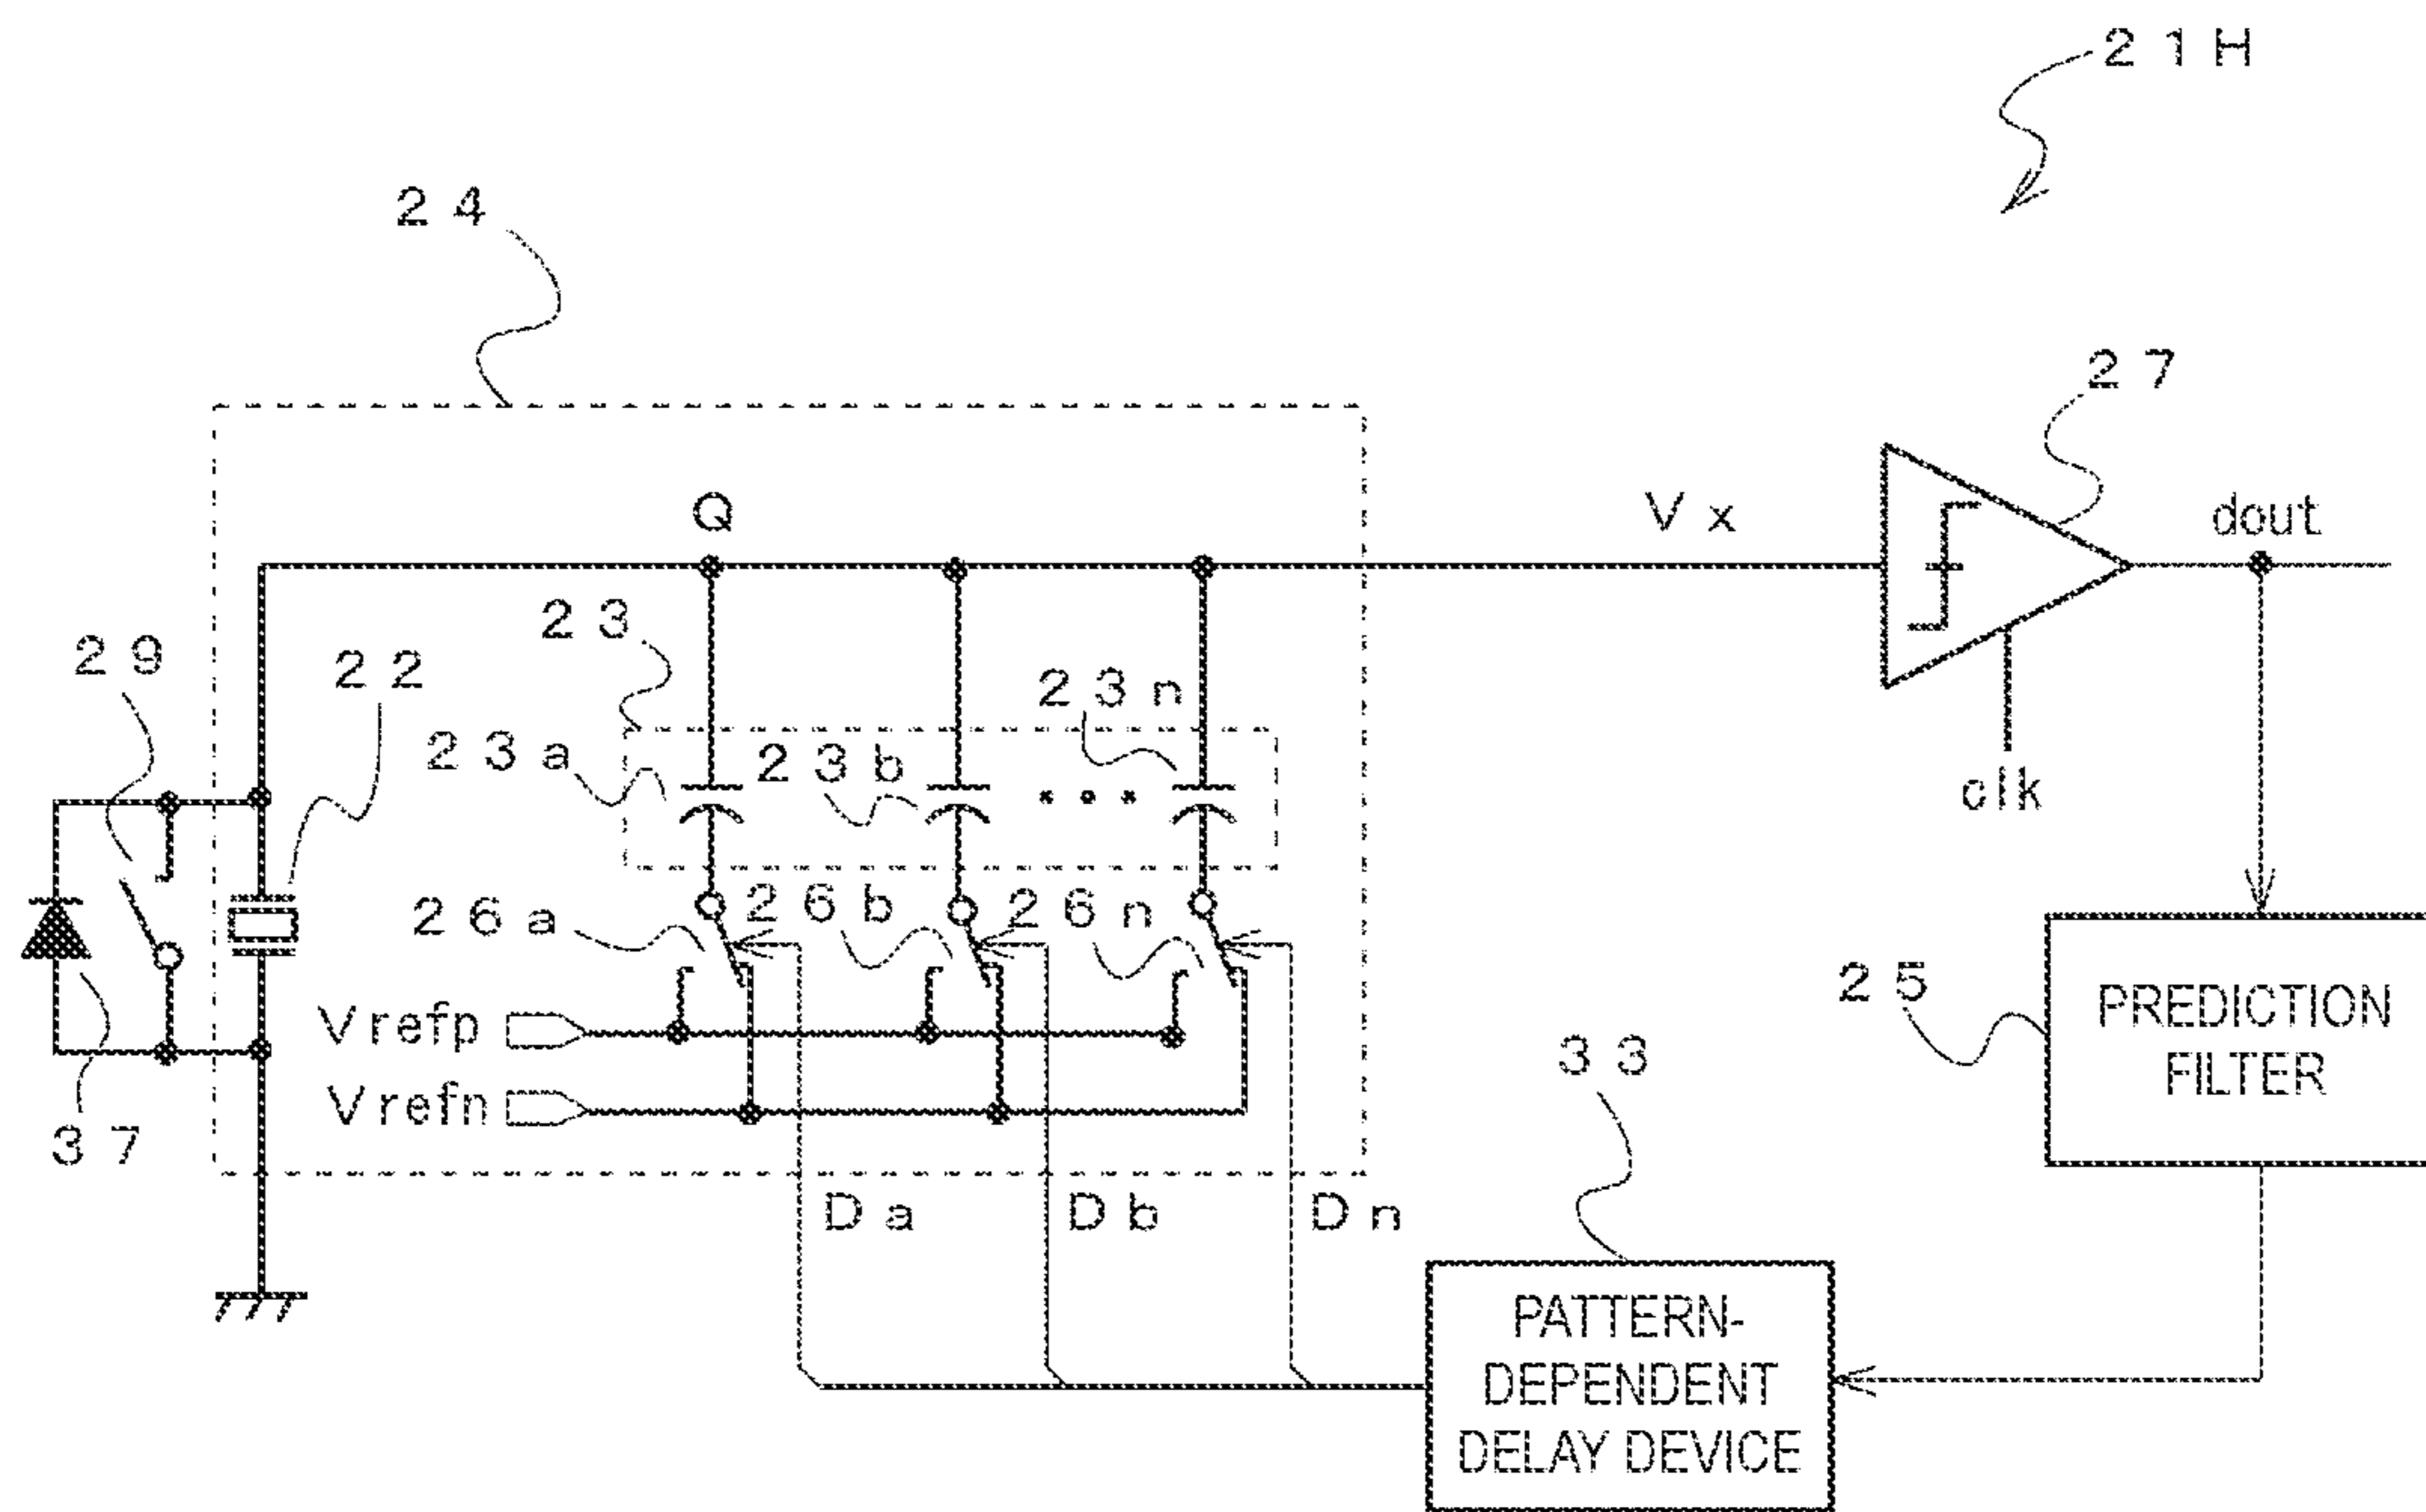 21H
24
27
Q
Vx
dout
23
29
22
23n
23a
23b
clk
26a
26b
26n
25
PREDICTION
FILTER
Vrefp
33
Vrefn
37
Da
Db
Dn
PATTERN-
DEPENDENT
DELAY DEVICE